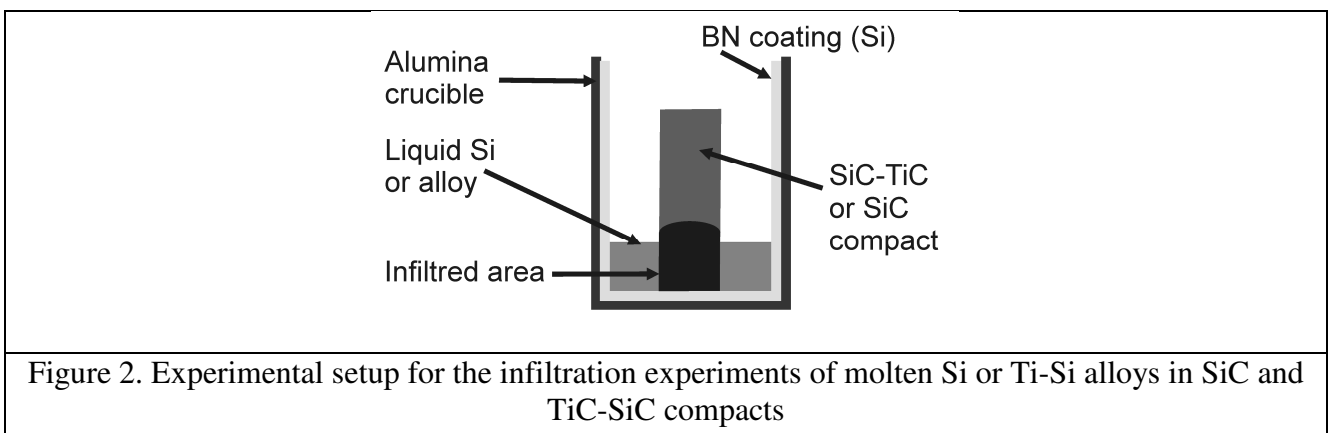 Alumina
crucible
BN coating (Si)
Liquid Si
or alloy
SiC-TiC
or SiC
compact
Infiltred area
Figure 2. Experimental setup for the infiltration experiments of molten Si or Ti-Si alloys in SiC and
TiC-SiC compacts